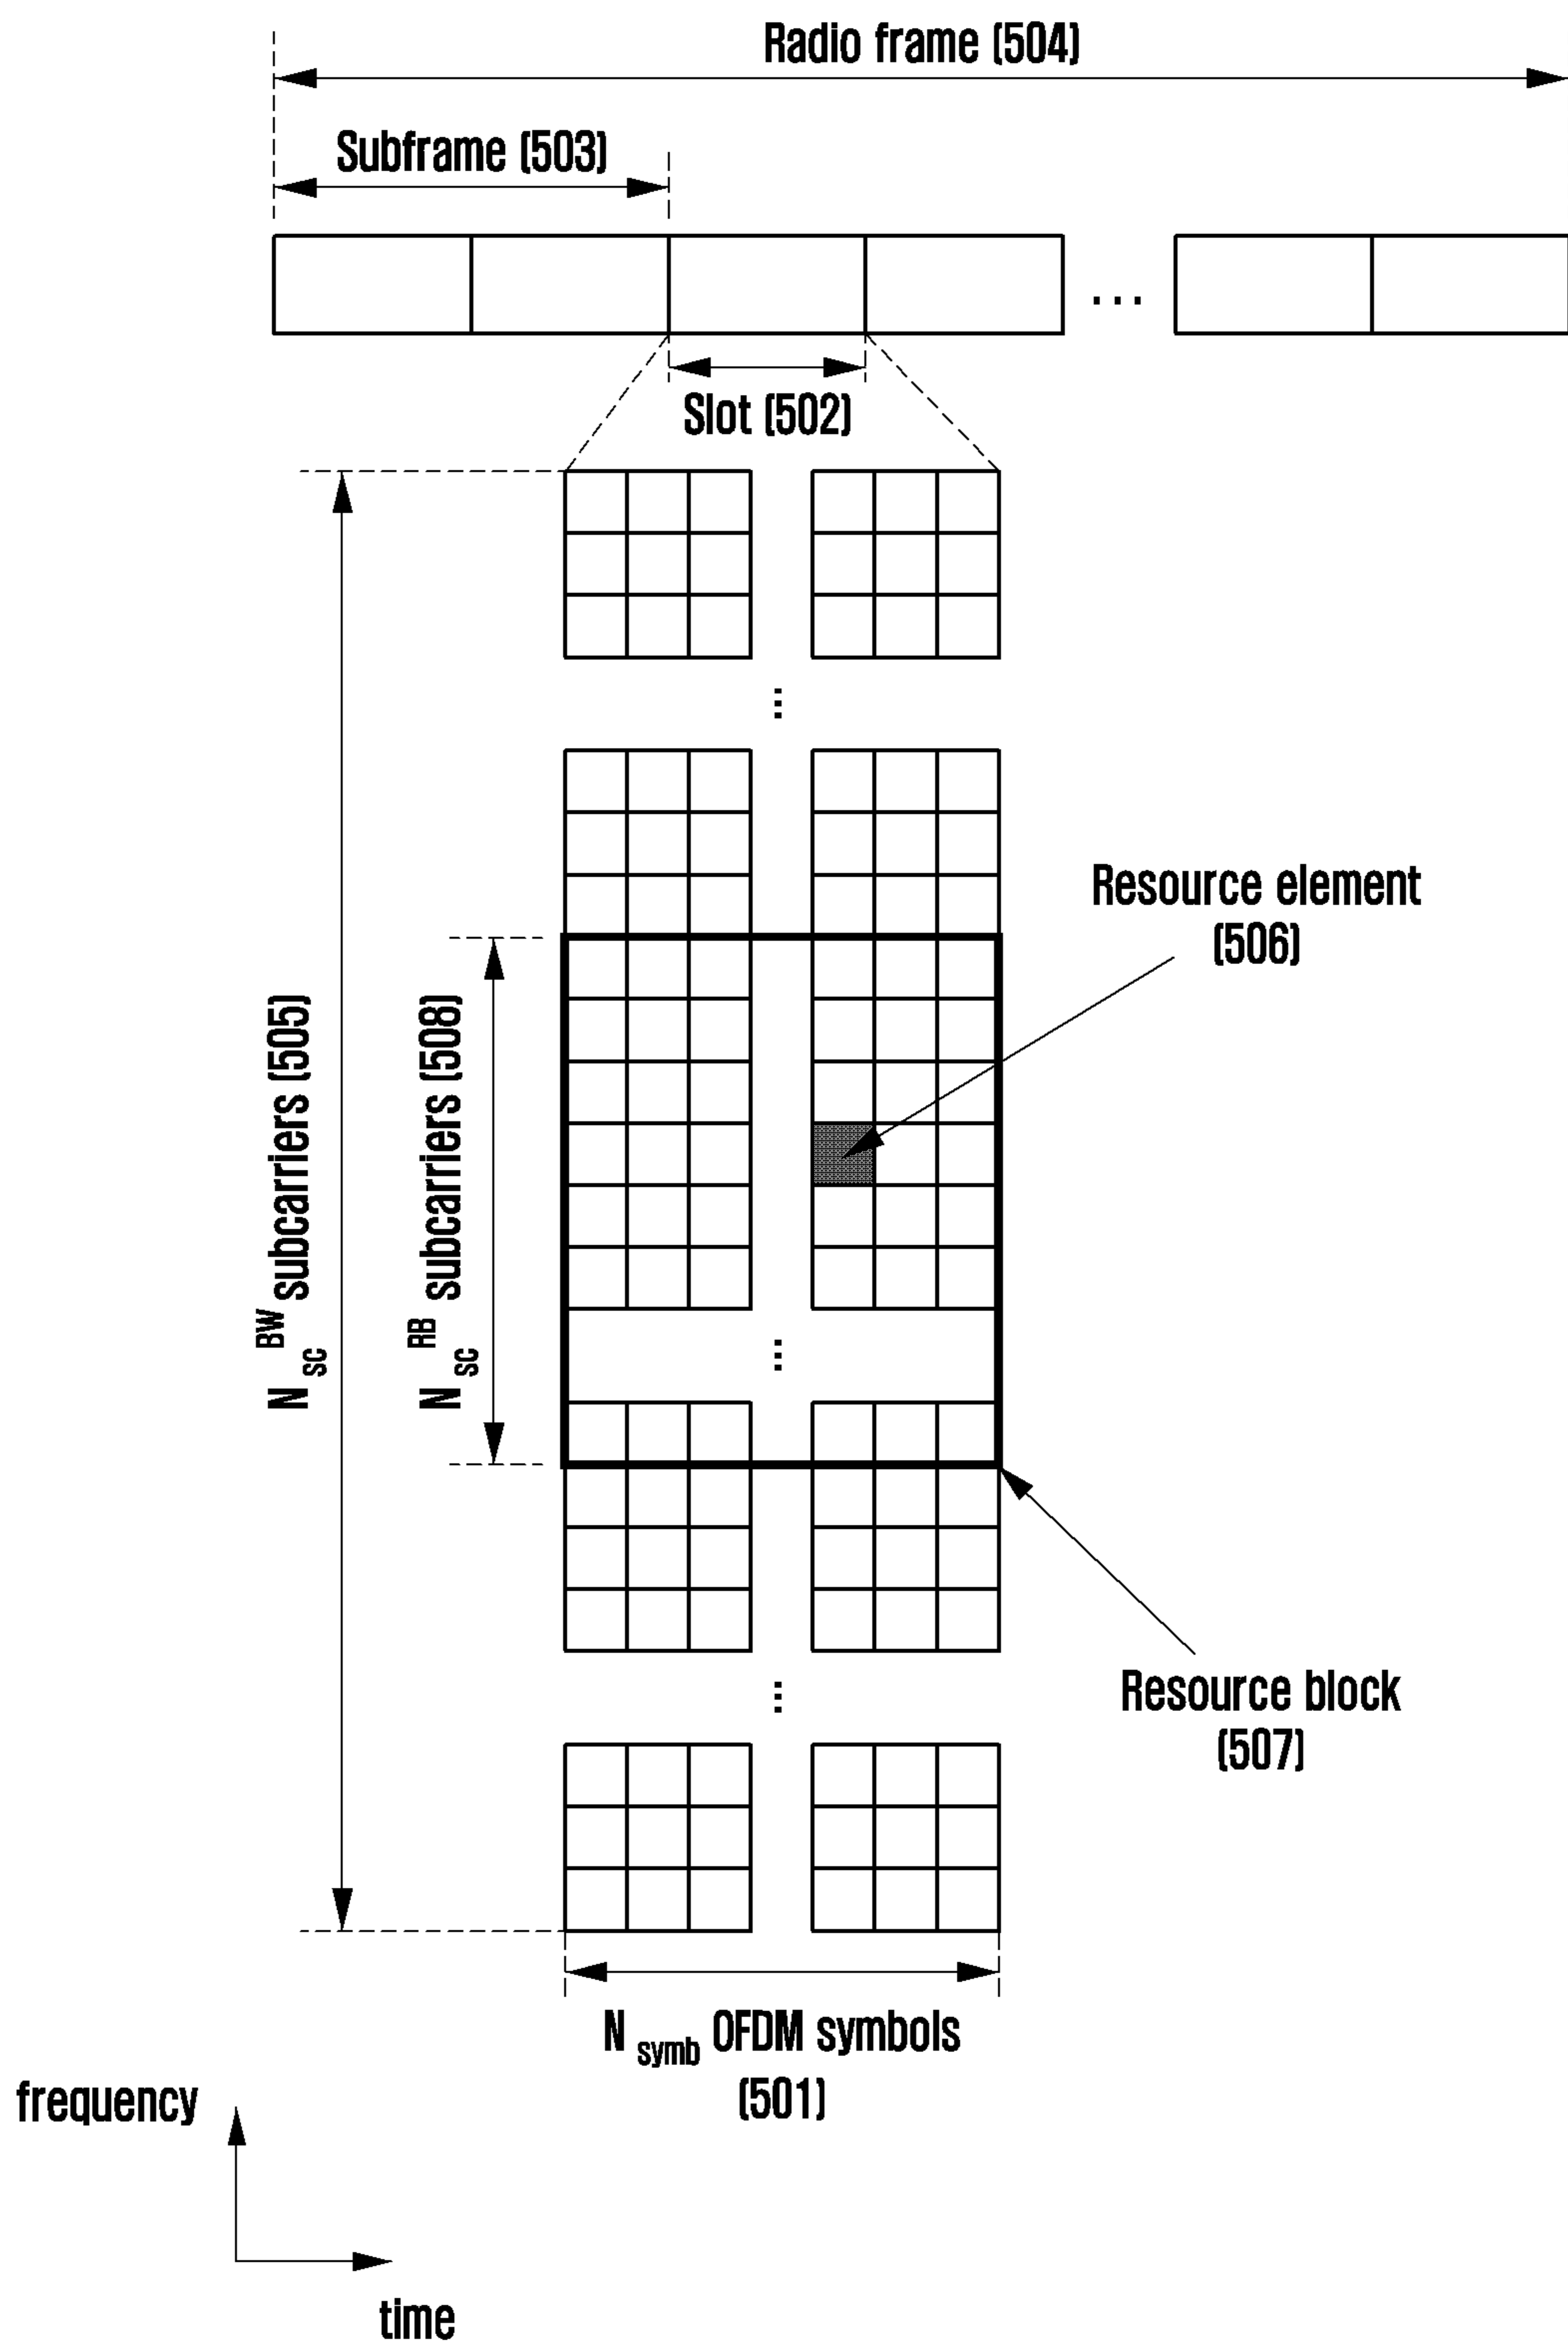 Radio frame (504)
Subframe (503)
...
Slot (502)
Resource element
(506)
N sc BW subcarriers (505)
N sc RB subcarriers (508)
Resource block
(507)
N symb OFDM symbols
(501)
frequency
time